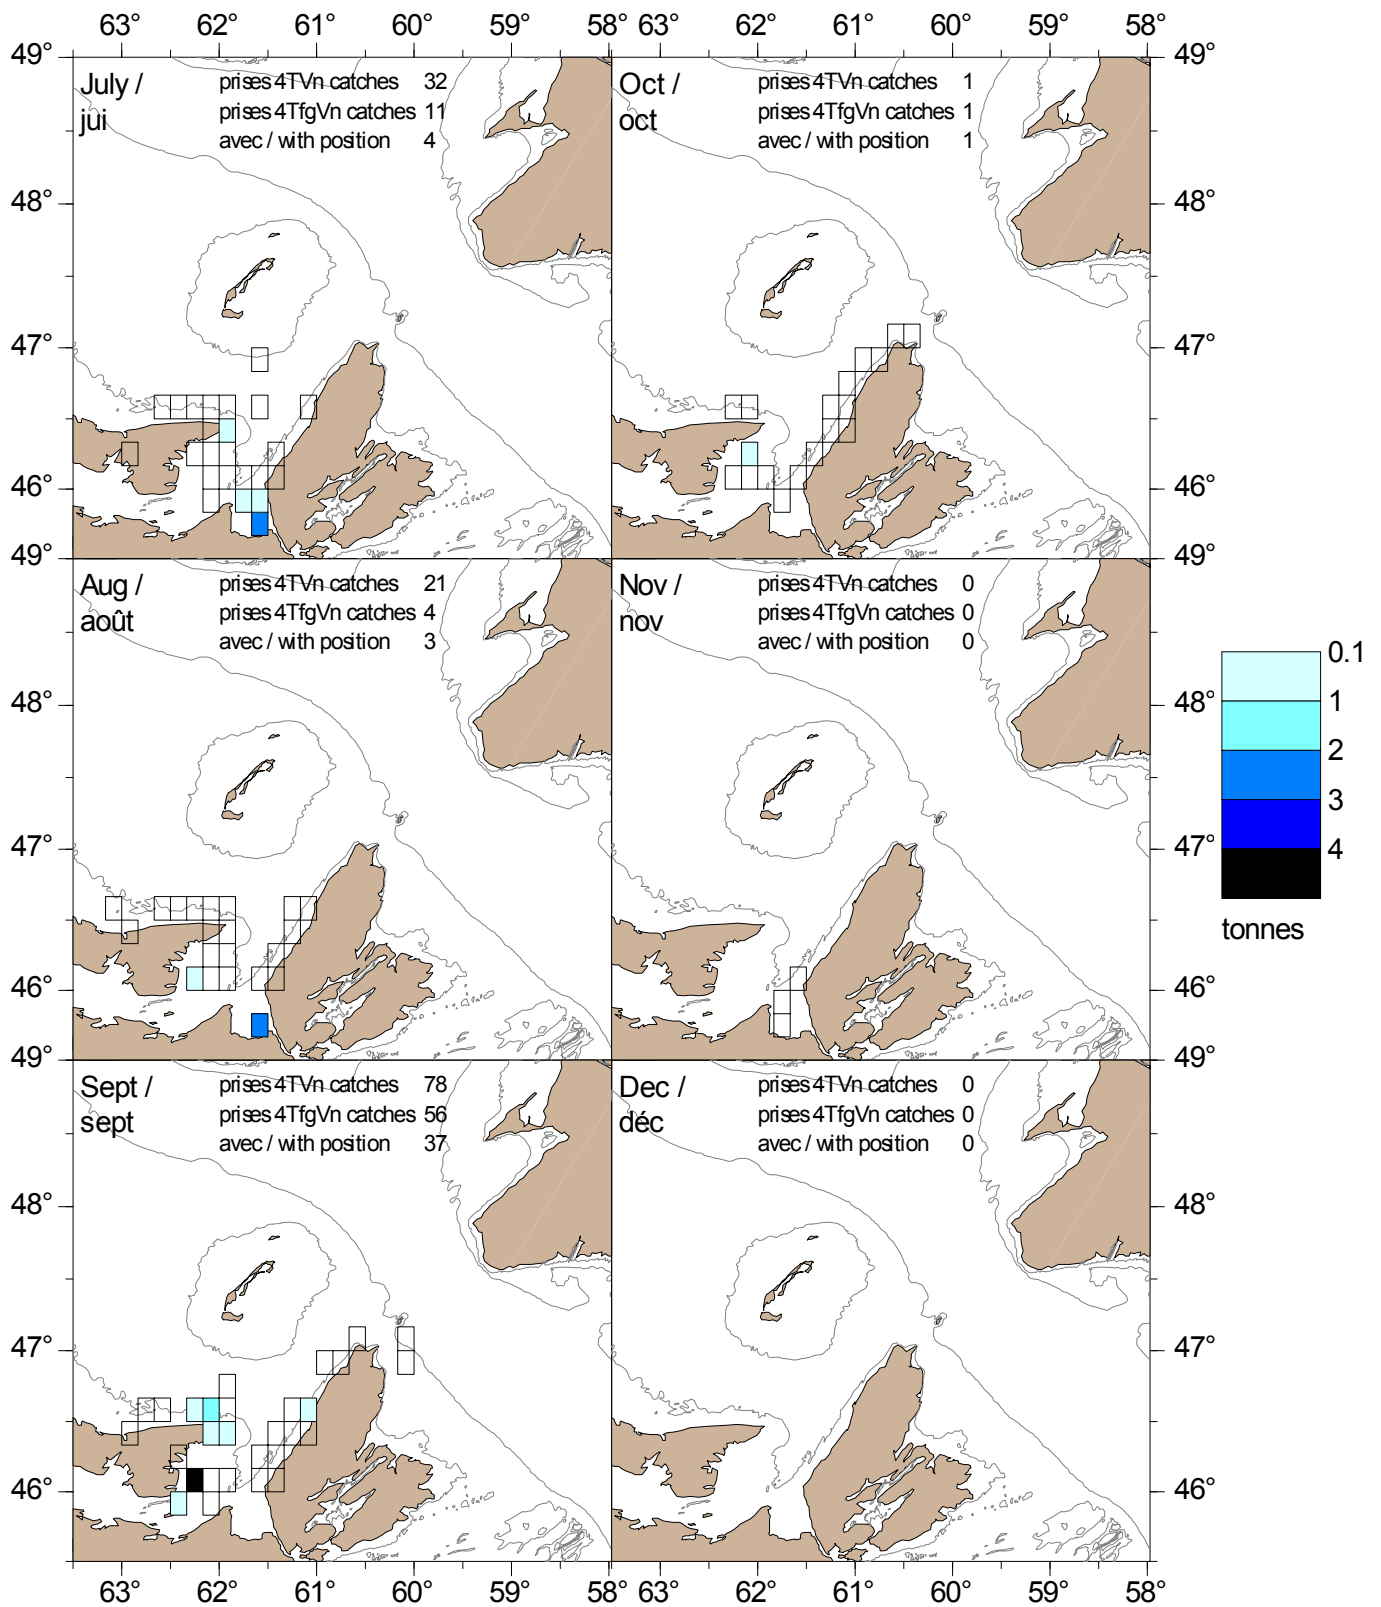 63° 62° 61° 60° 59° 58° 63° 62° 61° 60° 59° 58°
49° 49°
July / jui
prises 4TVn catches 32
prises 4TfgVn catches 11
avec / with position 4
Oct / oct
prises 4TVn catches 1
prises 4TfgVn catches 1
avec / with position 1
48° 48°
47° 47°
46° 46°
49° 49°
Aug / août
prises 4TVn catches 21
prises 4TfgVn catches 4
avec / with position 3
Nov / nov
prises 4TVn catches 0
prises 4TfgVn catches 0
avec / with position 0
0.1
1
2
3
4
tonnes
48° 48°
47° 47°
46° 46°
49° 49°
Sept / sept
prises 4TVn catches 78
prises 4TfgVn catches 56
avec / with position 37
Dec / déc
prises 4TVn catches 0
prises 4TfgVn catches 0
avec / with position 0
48° 48°
47° 47°
46° 46°
63° 62° 61° 60° 59° 58° 63° 62° 61° 60° 59° 58°